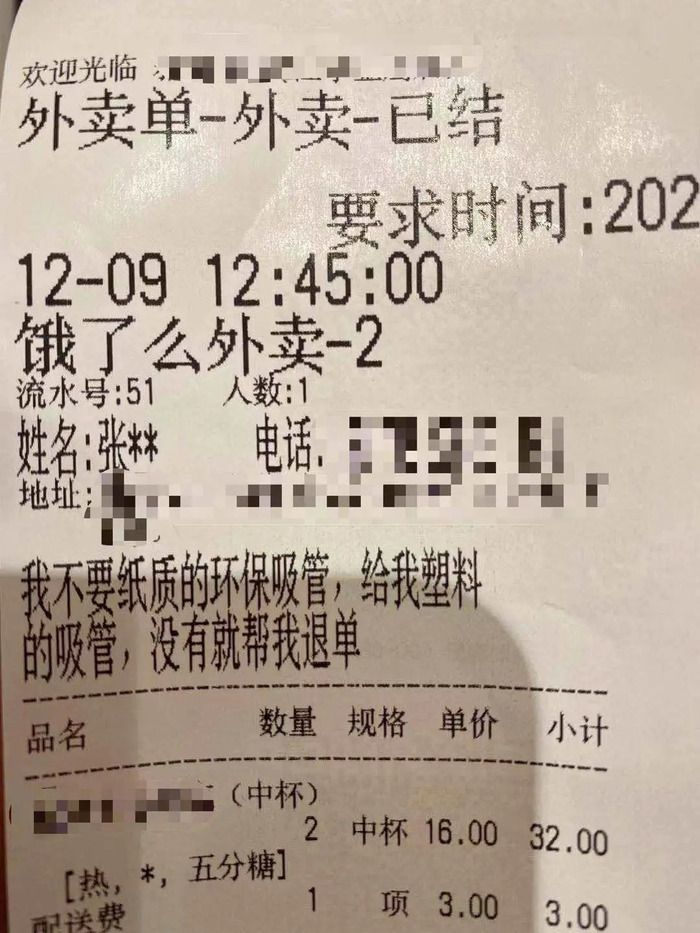 欢迎光临
外卖单-外卖-已结
要求时间:202
12-09 12:45:00
饿了么外卖-2
流水号:51 人数:1
姓名:张** 电话:
地址:
我不要纸质的环保吸管，给我塑料
的吸管，没有就帮我退单
品名 数量 规格 单价 小计
（中杯）
2 中杯 16.00 32.00
[热, *, 五分糖]
1 项 3.00 3.00
配送费